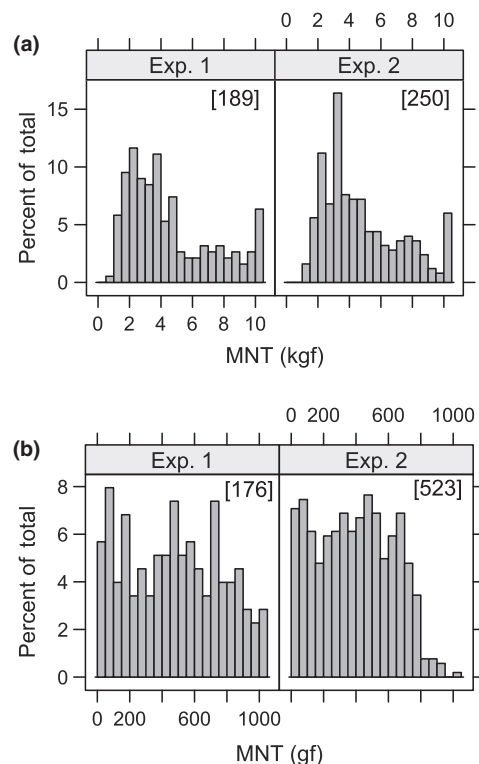 0 2 4 6 8 10
(a)
Exp. 1 Exp. 2
[189] [250]
15
10
5
0
Percent of total
0 2 4 6 8 10
MNT (kgf)
0 200 600 1000
(b)
Exp. 1 Exp. 2
[176] [523]
8
6
4
2
0
Percent of total
0 200 600 1000
MNT (gf)